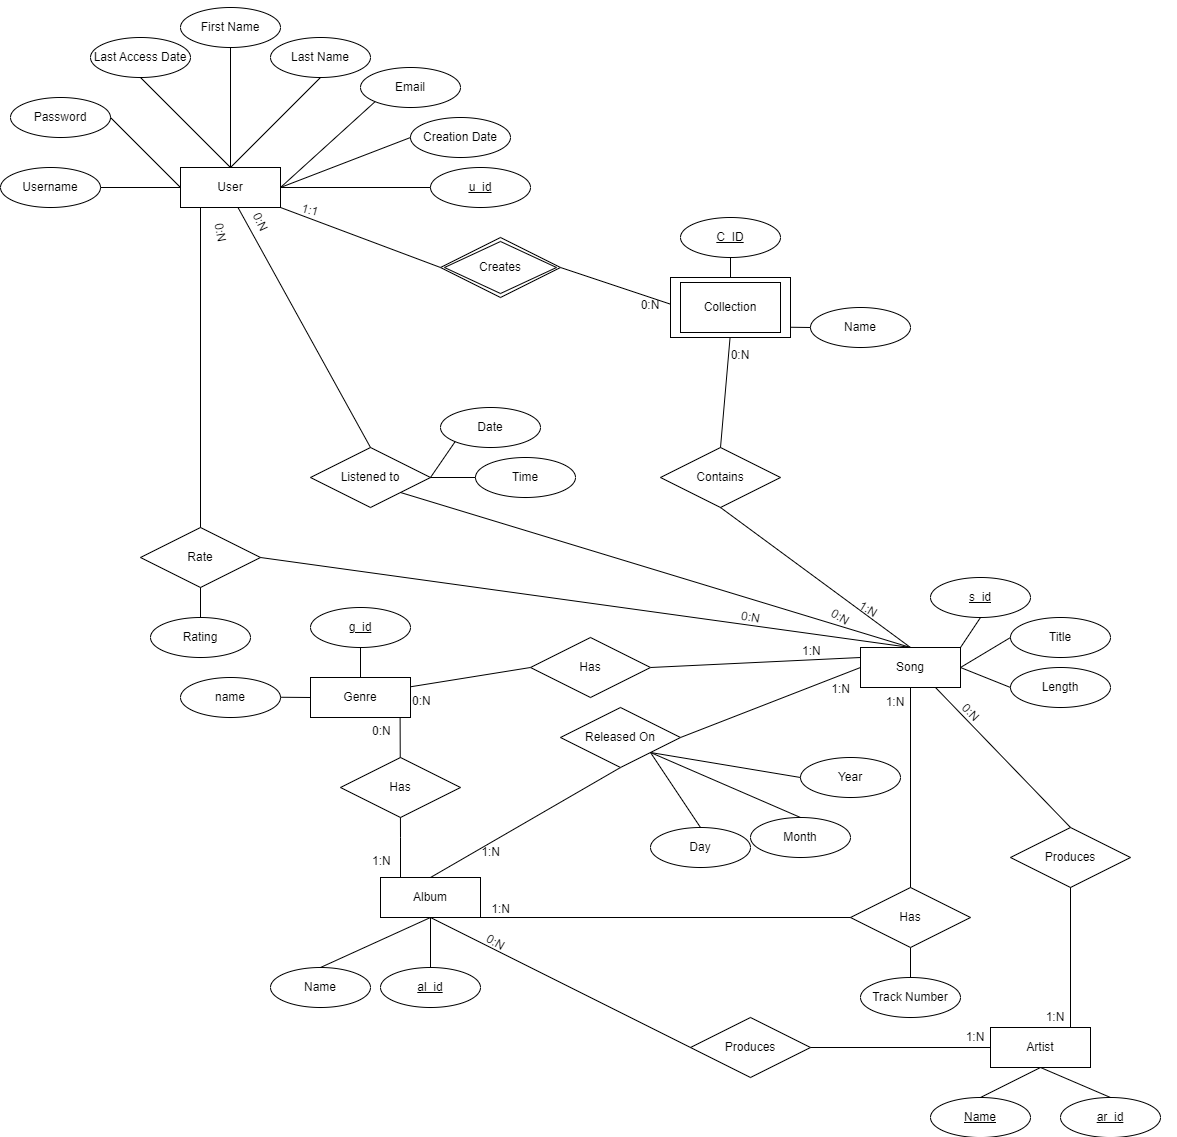 First Name
Last Access Date
Last Name
Email
Password
Creation Date
Username
User
u_id
1:1
0:N
0:N
C_ID
Creates
0:N
Collection
Name
0:N
Date
Listened to
Time
Contains
Rate
Rating
0:N
0:N
1:N
s_id
g_id
Title
Has
1:N
Song
name
Genre
0:N
Length
0:N
1:N
1:N
0:N
Released On
Year
Has
Day
Month
Produces
1:N
1:N
Album
1:N
Has
0:N
Name
al_id
Track Number
1:N
Produces
1:N
Artist
Name
ar_id